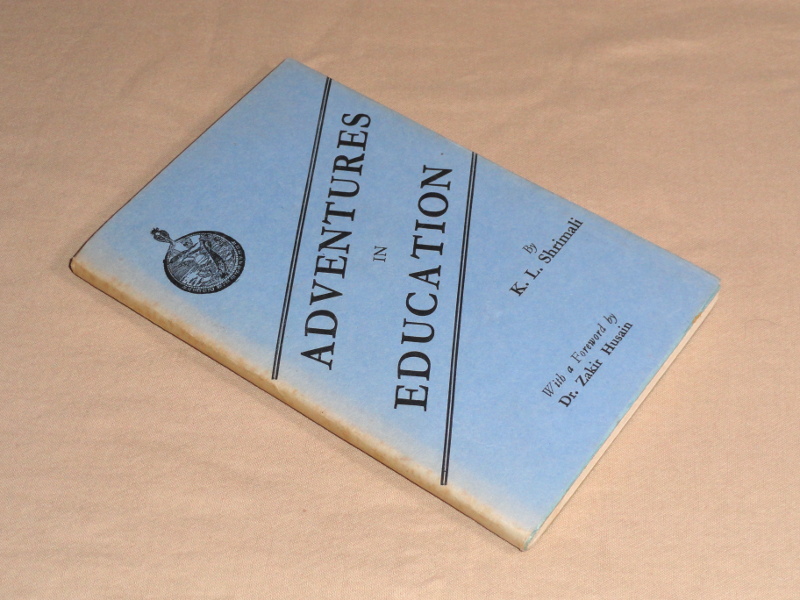 ADVENTURES
IN
EDUCATION
By
K. L. Shrimali
With a Foreword by
Dr. Zakir Husain